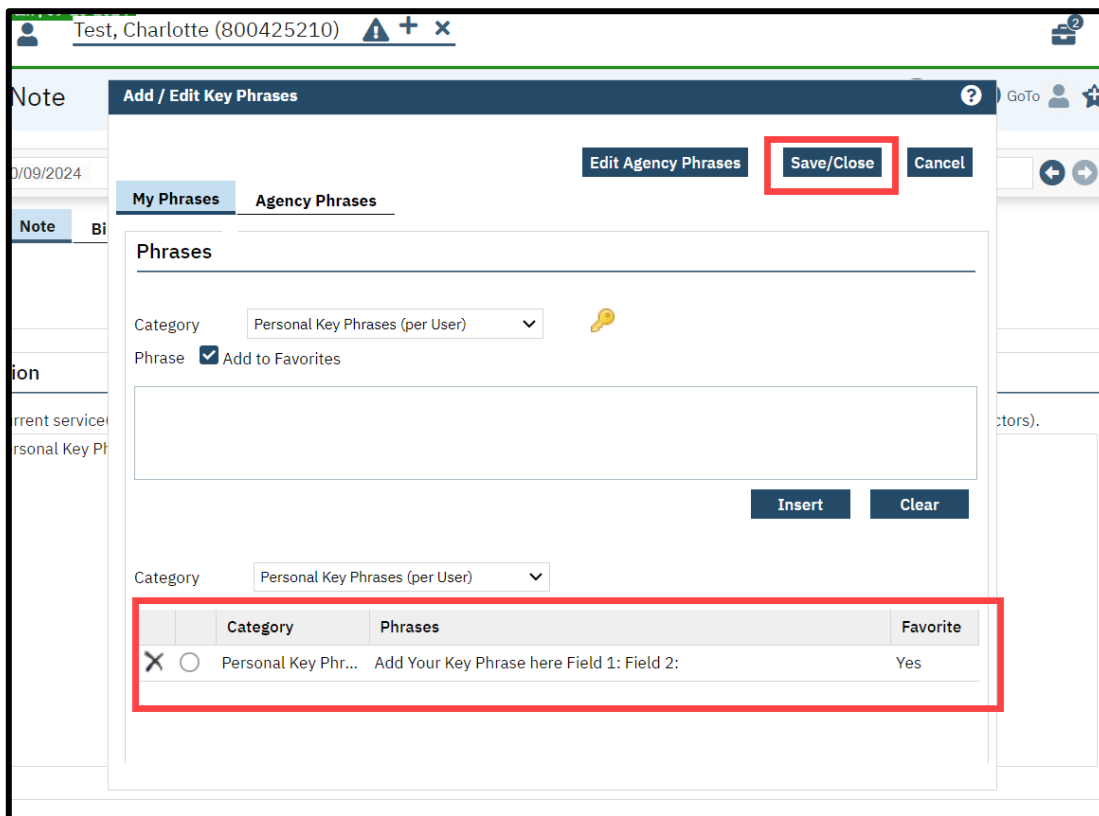 Test, Charlotte (800425210)
2
Note
Add / Edit Key Phrases
?
GoTo
0/09/2024
Edit Agency Phrases
Save/Close
Cancel
My Phrases
Agency Phrases
Note
Bi
Phrases
Category
Personal Key Phrases (per User)
Phrase
Add to Favorites
ion
rrent service
ctors).
rsonal Key Ph
Insert
Clear
Category
Personal Key Phrases (per User)
Category
Phrases
Favorite
Personal Key Phr...
Add Your Key Phrase here Field 1: Field 2:
Yes